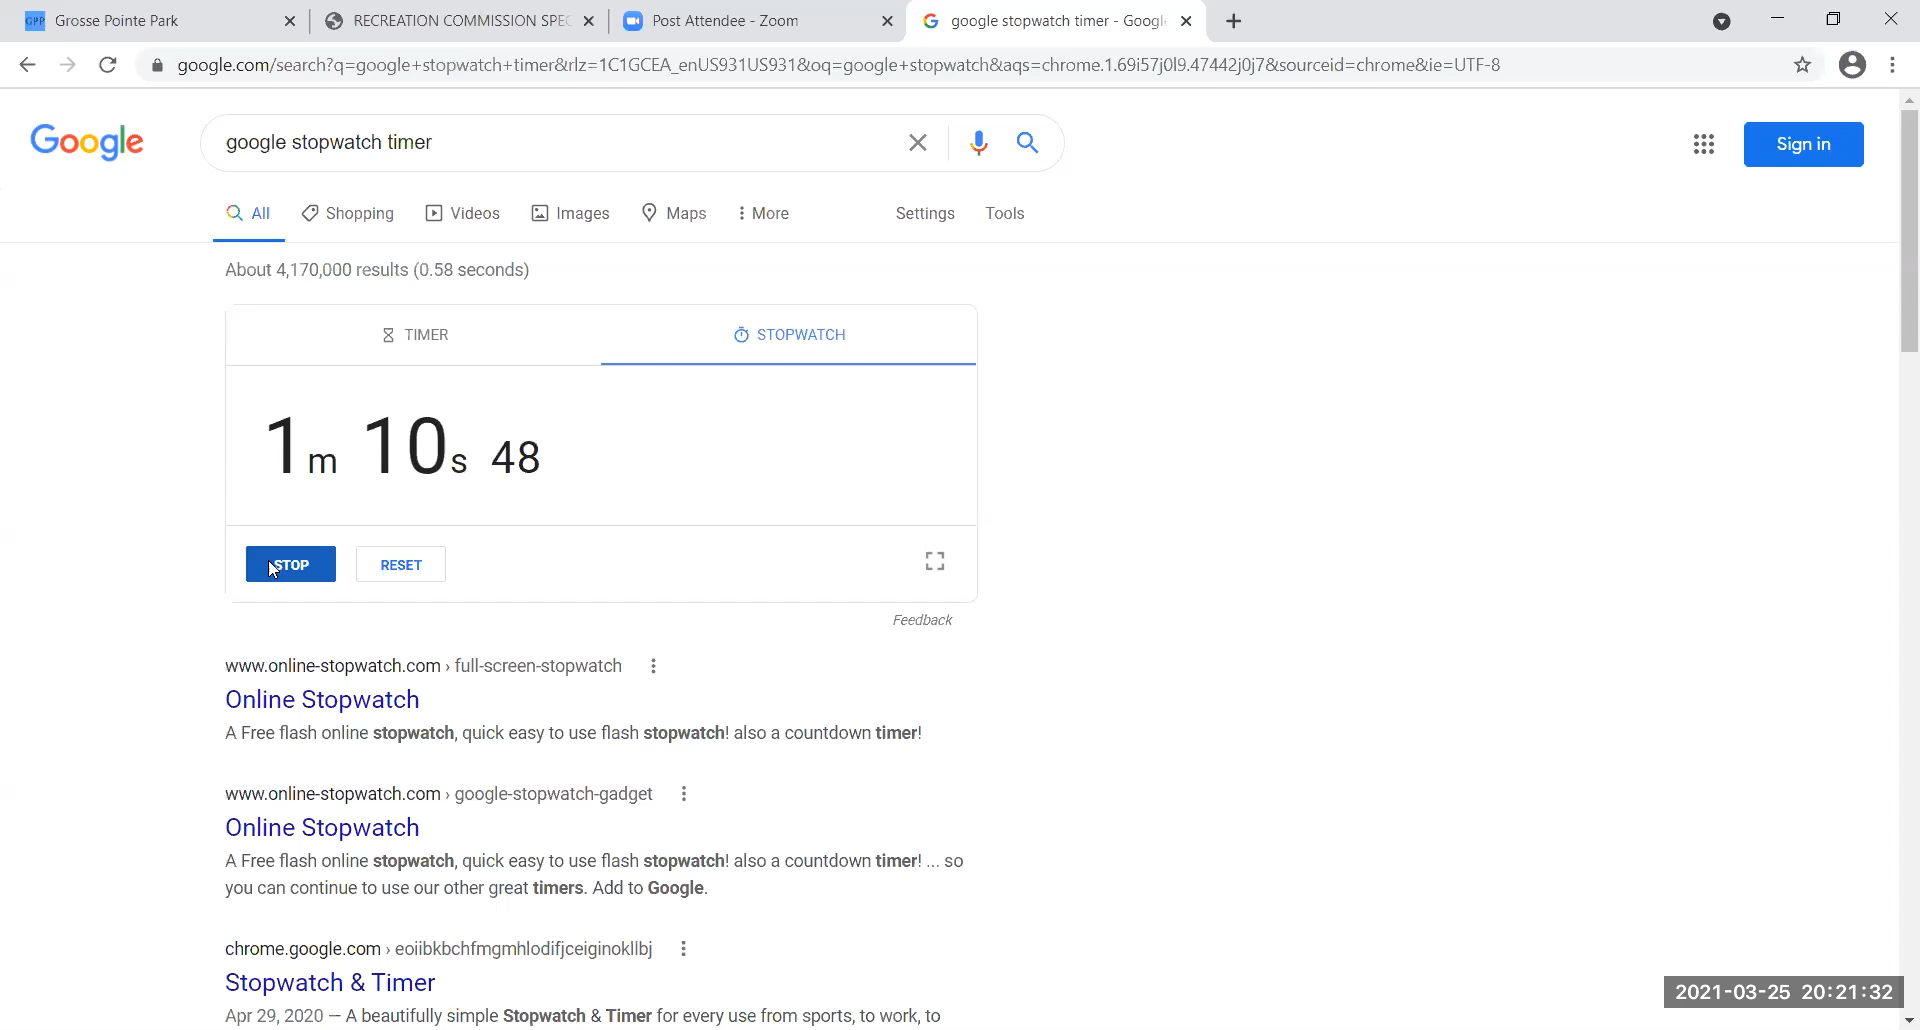 GPP Grosse Pointe Park
RECREATION COMMISSION SPEC
Post Attendee - Zoom
google stopwatch timer - Googl
google.com/search?q=google+stopwatch+timer&rlz=1C1GCEA_enUS931US931&oq=google+stopwatch&aqs=chrome.1.69i57j0l9.47442j0j7&sourceid=chrome&ie=UTF-8
Google
google stopwatch timer
Sign in
All
Shopping
Videos
Images
Maps
More
Settings
Tools
About 4,170,000 results (0.58 seconds)
TIMER
STOPWATCH
1m 10s 48
STOP
RESET
Feedback
www.online-stopwatch.com › full-screen-stopwatch
Online Stopwatch
A Free flash online stopwatch, quick easy to use flash stopwatch! also a countdown timer!
www.online-stopwatch.com › google-stopwatch-gadget
Online Stopwatch
A Free flash online stopwatch, quick easy to use flash stopwatch! also a countdown timer! ... so
you can continue to use our other great timers. Add to Google.
chrome.google.com › eoiibkbchfmgmhlodifjceiginokllbj
Stopwatch & Timer
Apr 29, 2020 — A beautifully simple Stopwatch & Timer for every use from sports, to work, to
2021-03-25 20:21:32